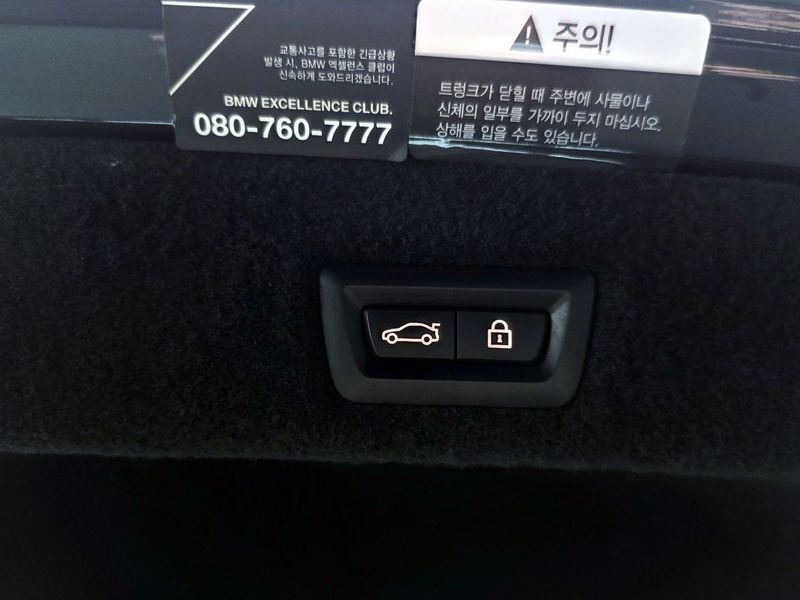 교통사고를 포함한 긴급상황
발생 시, BMW 엑셀런스 클럽이
신속하게 도와드리겠습니다.
BMW EXCELLENCE CLUB.
080-760-7777
주의!
트렁크가 닫힐 때 주변에 사물이나
신체의 일부를 가까이 두지 마십시오.
상해를 입을 수도 있습니다.